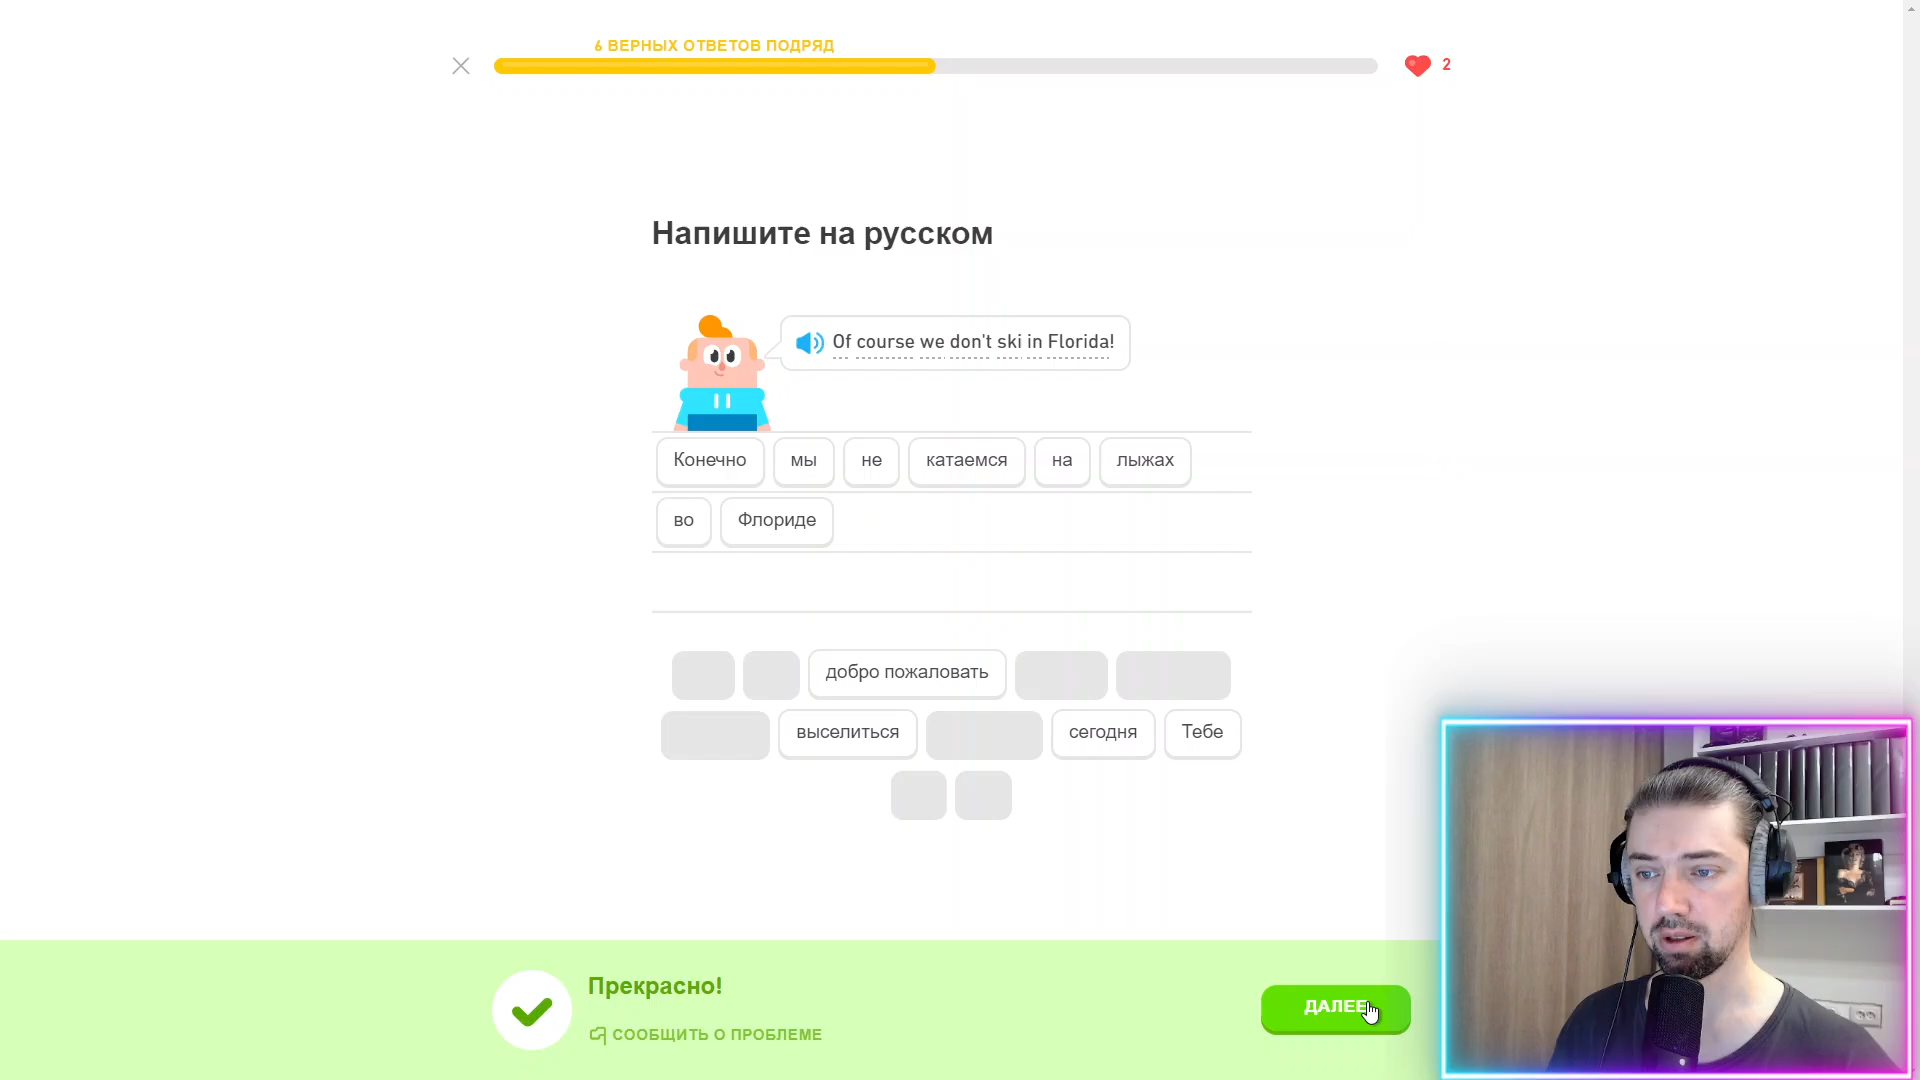 6 ВЕРНЫХ ОТВЕТОВ ПОДРЯД
2
Напишите на русском
Of course we don't ski in Florida!
Конечно мы не катаемся на лыжах
во Флориде
добро пожаловать
выселиться сегодня Тебе
Прекрасно!
СООБЩИТЬ О ПРОБЛЕМЕ
ДАЛЕЕ